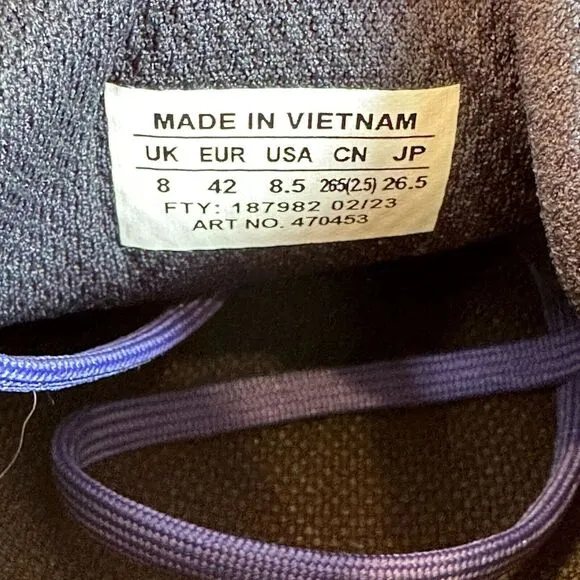 MADE IN VIETNAM
UK EUR USA CN JP
8 42 8.5 265(2.5) 26.5
FTY: 187982 02/23
ART NO. 470453